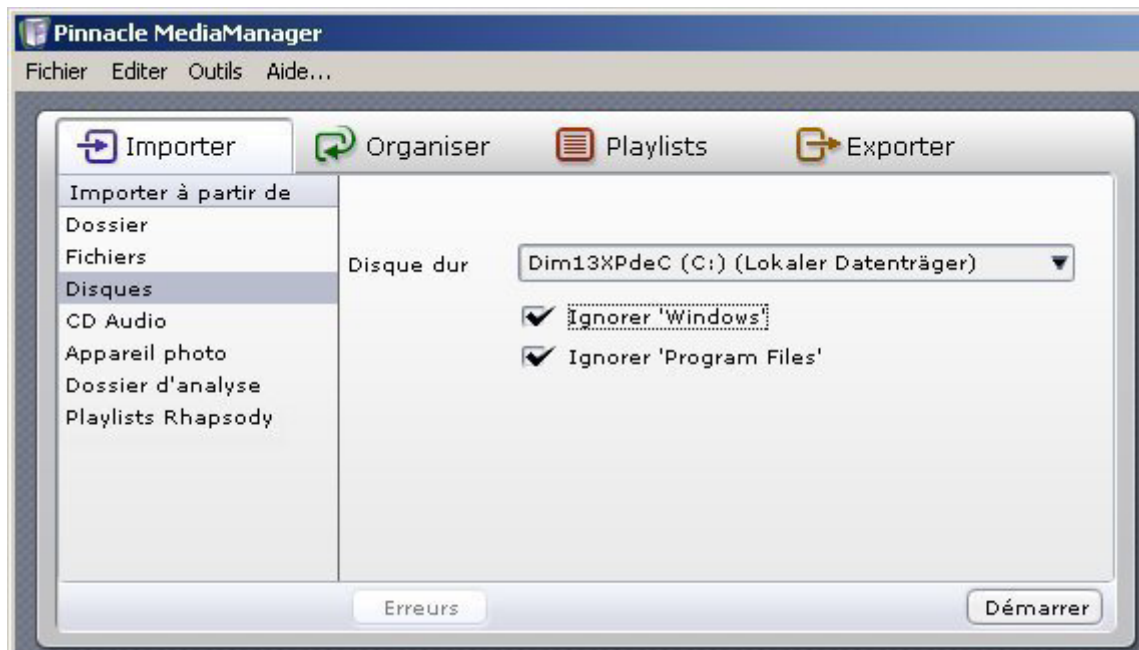 Pinnacle MediaManager
Fichier Editer Outils Aide...
Importer Organiser Playlists Exporter
Importer à partir de
Dossier
Fichiers
Disques
CD Audio
Appareil photo
Dossier d'analyse
Playlists Rhapsody
Disque dur Dim13XPdeC (C:) (Lokaler Datenträger)
Ignorer 'Windows'
Ignorer 'Program Files'
Erreurs Démarrer